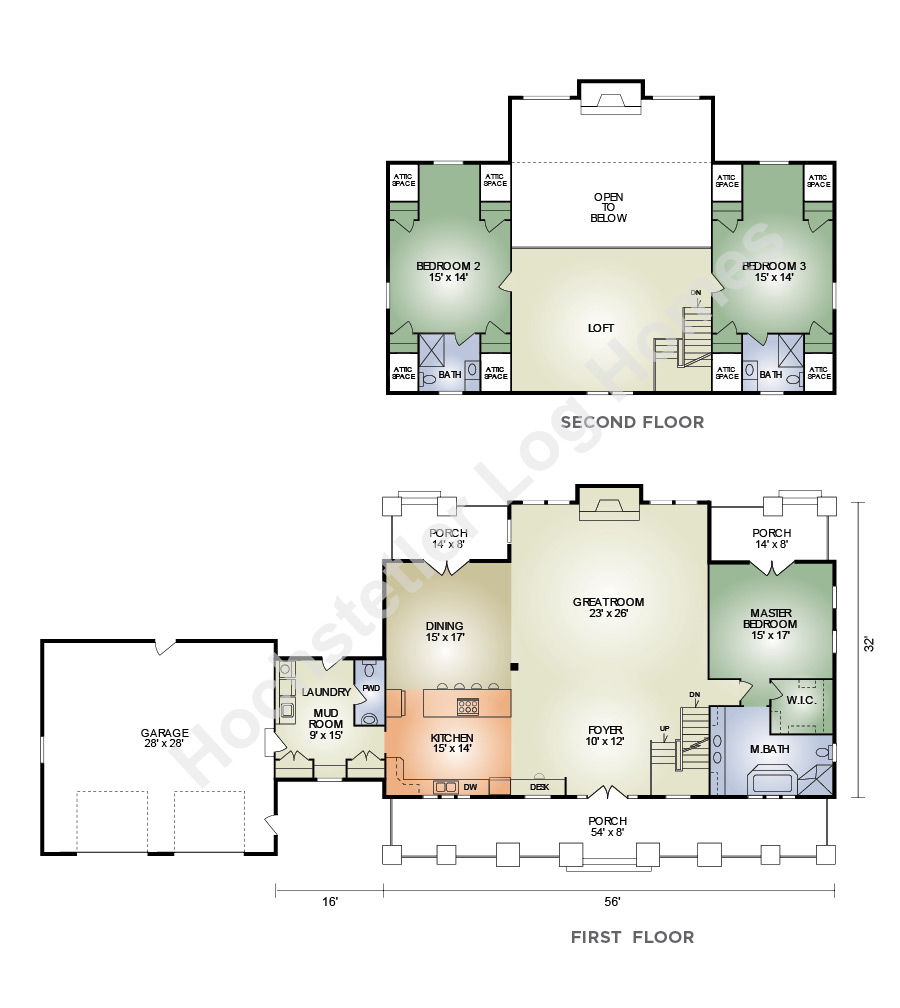 ATTIC
SPACE
ATTIC
SPACE
ATTIC
SPACE
ATTIC
SPACE
OPEN
TO
BELOW
BEDROOM 2
15' x 14'
BEDROOM 3
15' x 14'
DN
LOFT
ATTIC
SPACE
BATH
ATTIC
SPACE
ATTIC
SPACE
BATH
ATTIC
SPACE
SECOND FLOOR
Hochstetler Log Homes
PORCH
14' x 8'
PORCH
14' x 8'
GREATROOM
23' x 26'
DINING
15' x 17'
MASTER
BEDROOM
15' x 17'
32'
LAUNDRY
PWD
MUD
ROOM
9' x 15'
DN
W.I.C.
GARAGE
28' x 28'
KITCHEN
15' x 14'
FOYER
10' x 12'
UP
M.BATH
DW
DESK
PORCH
54' x 8'
16'
56'
FIRST FLOOR